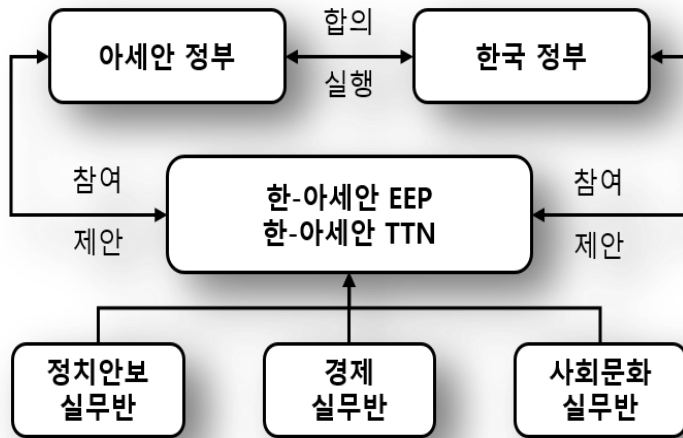 합의
아세안 정부
한국 정부
실행
참여
한-아세안 EEP
한-아세안 TTN
참여
제안
제안
정치안보
실무반
경제
실무반
사회문화
실무반